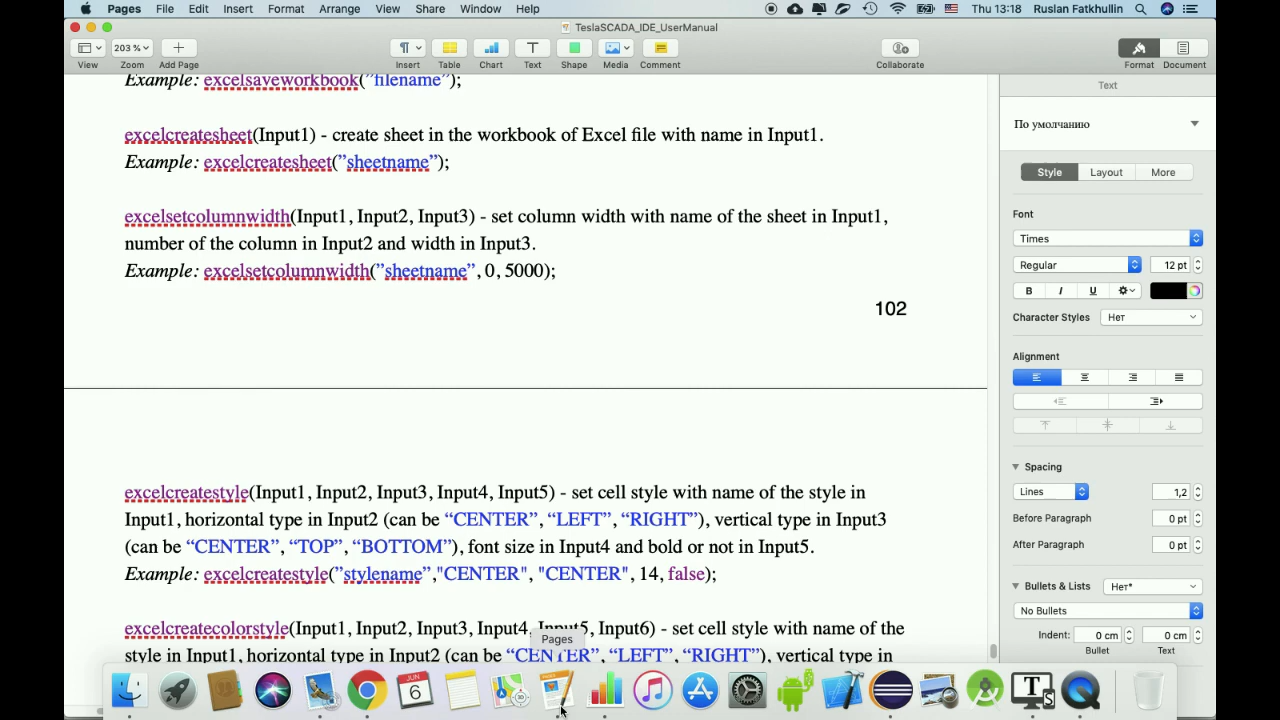 Pages File Edit Insert Format Arrange View Share Window Help
Thu 13:18 Ruslan Fatkhullin
TeslaSCADA_IDE_UserManual
203 %
View Zoom Add Page Insert Table Chart Text Shape Media Comment Collaborate Format Document
Example: excelsaveworkbook(”filename”);
excelcreatesheet(Input1) - create sheet in the workbook of Excel file with name in Input1.
Example: excelcreatesheet(”sheetname”);
excelsetcolumnwidth(Input1, Input2, Input3) - set column width with name of the sheet in Input1,
number of the column in Input2 and width in Input3.
Example: excelsetcolumnwidth(”sheetname”, 0, 5000);
102
excelcreatestyle(Input1, Input2, Input3, Input4, Input5) - set cell style with name of the style in
Input1, horizontal type in Input2 (can be “CENTER”, “LEFT”, “RIGHT”), vertical type in Input3
(can be “CENTER”, “TOP”, “BOTTOM”), font size in Input4 and bold or not in Input5.
Example: excelcreatestyle(”stylename”,"CENTER", "CENTER", 14, false);
excelcreatecolorstyle(Input1, Input2, Input3, Input4, Input5, Input6) - set cell style with name of the
style in Input1, horizontal type in Input2 (can be “CENTER”, “LEFT”, “RIGHT”), vertical type in
Pages
Text
По умолчанию
Style Layout More
Font
Times
Regular 12 pt
B I U
Character Styles Нет
Alignment
Spacing
Lines 1,2
Before Paragraph 0 pt
After Paragraph 0 pt
Bullets & Lists Нет*
No Bullets
Indent: 0 cm 0 cm
Bullet Text
JUN
6